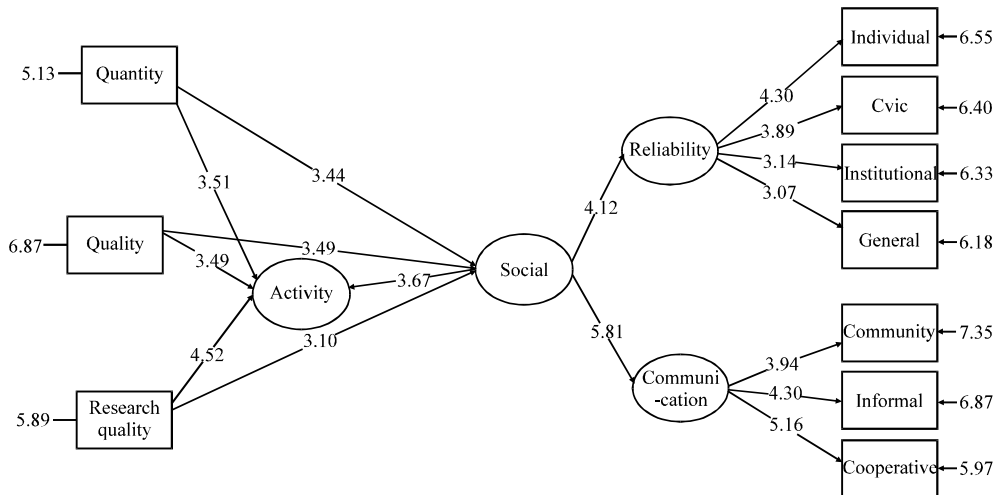 Individual
6.55
5.13
Quantity
4.30
Cvic
6.40
3.89
Reliability
3.14
Institutional
6.33
3.51
3.44
3.07
4.12
General
6.18
6.87
Quality
3.49
3.49
Social
3.67
Activity
5.81
Community
7.35
3.10
4.52
3.94
Communi
-cation
4.30
Informal
6.87
5.89
Research
quality
5.16
Cooperative
5.97